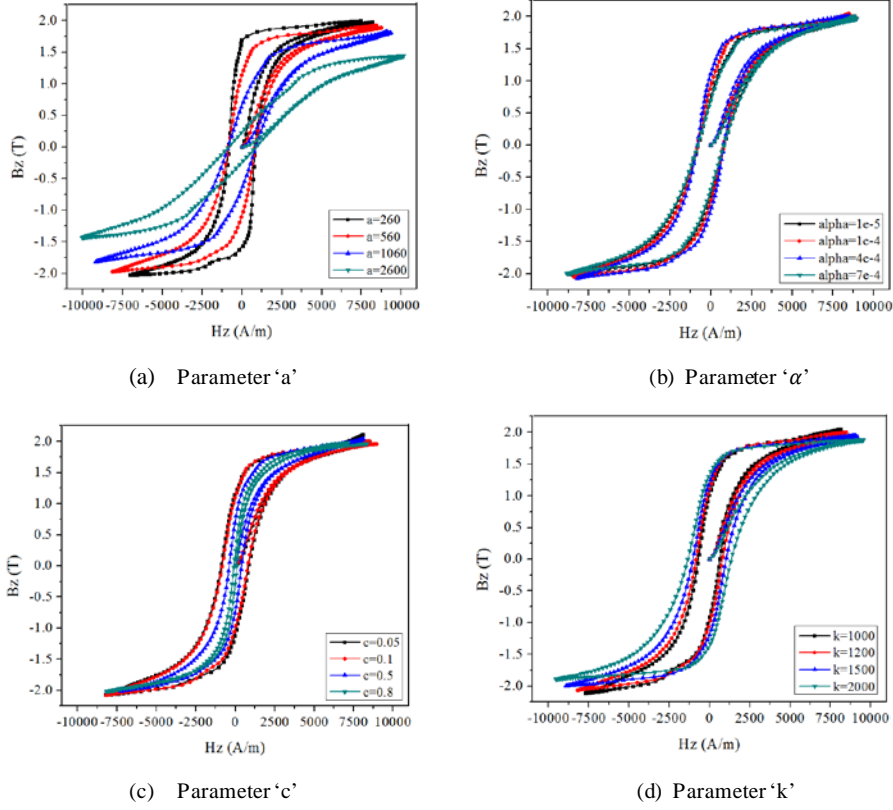 2.0
1.5
1.0
0.5
0.0
-0.5
-1.0
-1.5
-2.0
Bz (T)
a=260
a=560
a=1060
a=2600
-10000 -7500 -5000 -2500 0 2500 5000 7500 10000
Hz (A/m)
(a) Parameter ‘a’
2.0
1.5
1.0
0.5
0.0
-0.5
-1.0
-1.5
-2.0
Bz (T)
alpha=1e-5
alpha=1e-4
alpha=4e-4
alpha=7e-4
-10000 -7500 -5000 -2500 0 2500 5000 7500 10000
Hz (A/m)
(b) Parameter ‘α’
2.0
1.5
1.0
0.5
0.0
-0.5
-1.0
-1.5
-2.0
Bz (T)
c=0.05
c=0.1
c=0.5
c=0.8
-10000 -7500 -5000 -2500 0 2500 5000 7500 10000
Hz (A/m)
(c) Parameter ‘c’
2.0
1.5
1.0
0.5
0.0
-0.5
-1.0
-1.5
-2.0
Bz (T)
k=1000
k=1200
k=1500
k=2000
-10000 -7500 -5000 -2500 0 2500 5000 7500 10000
Hz (A/m)
(d) Parameter ‘k’